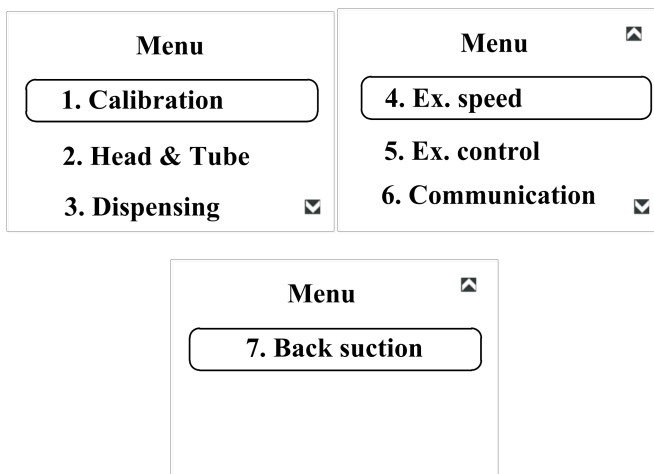 Menu
1. Calibration
2. Head & Tube
3. Dispensing
Menu
4. Ex. speed
5. Ex. control
6. Communication
Menu
7. Back suction